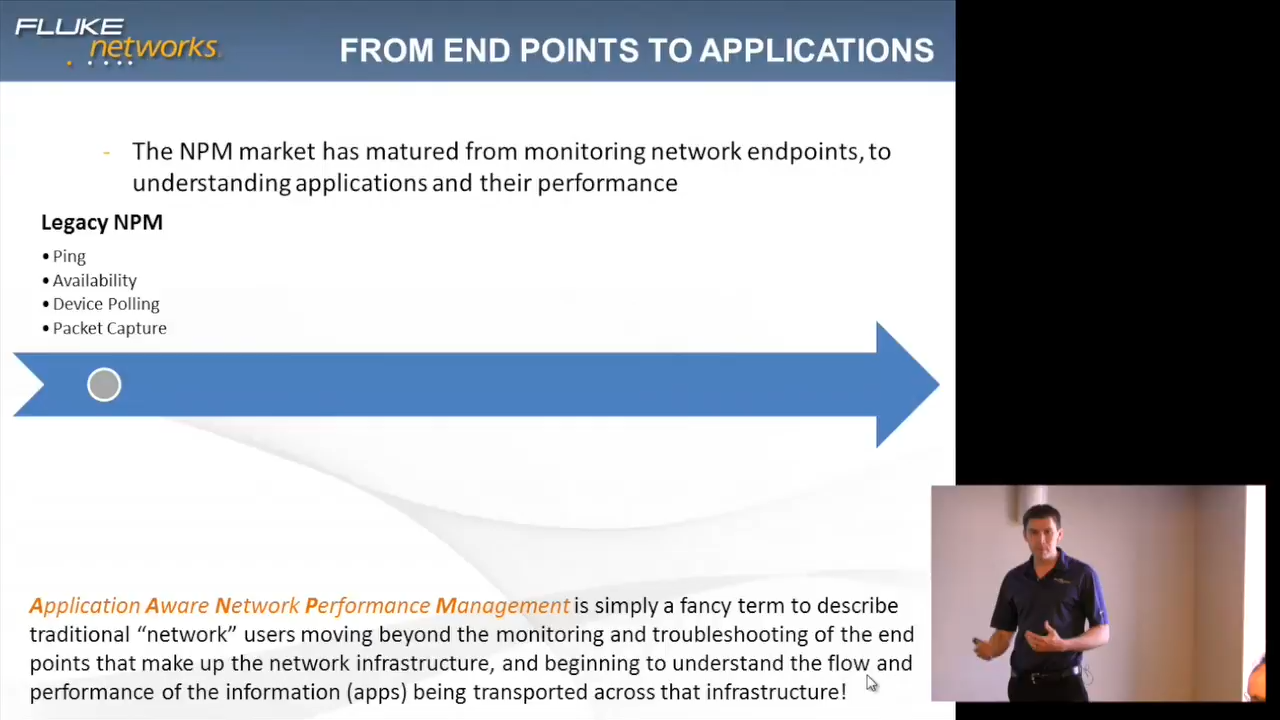 FLUKE
networks
FROM END POINTS TO APPLICATIONS
- The NPM market has matured from monitoring network endpoints, to
understanding applications and their performance
Legacy NPM
• Ping
• Availability
• Device Polling
• Packet Capture
Application Aware Network Performance Management is simply a fancy term to describe
traditional “network” users moving beyond the monitoring and troubleshooting of the end
points that make up the network infrastructure, and beginning to understand the flow and
performance of the information (apps) being transported across that infrastructure!